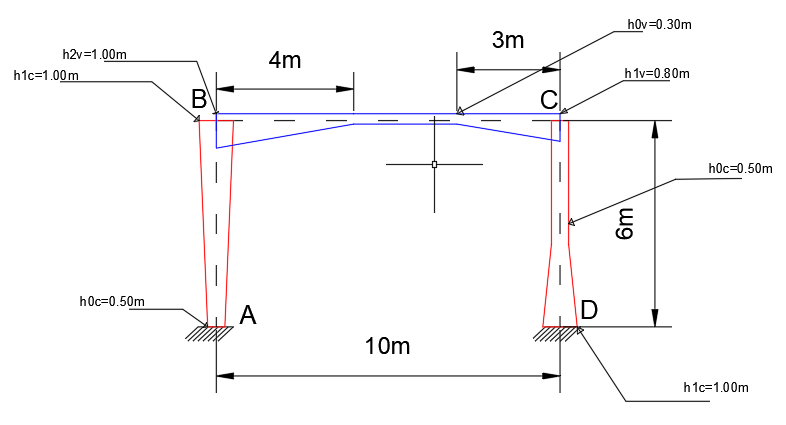 h0v=0.30m
3m
h2v=1.00m
4m
h1c=1.00m
h1v=0.80m
B
C
h0c=0.50m
6m
h0c=0.50m
A
D
10m
h1c=1.00m